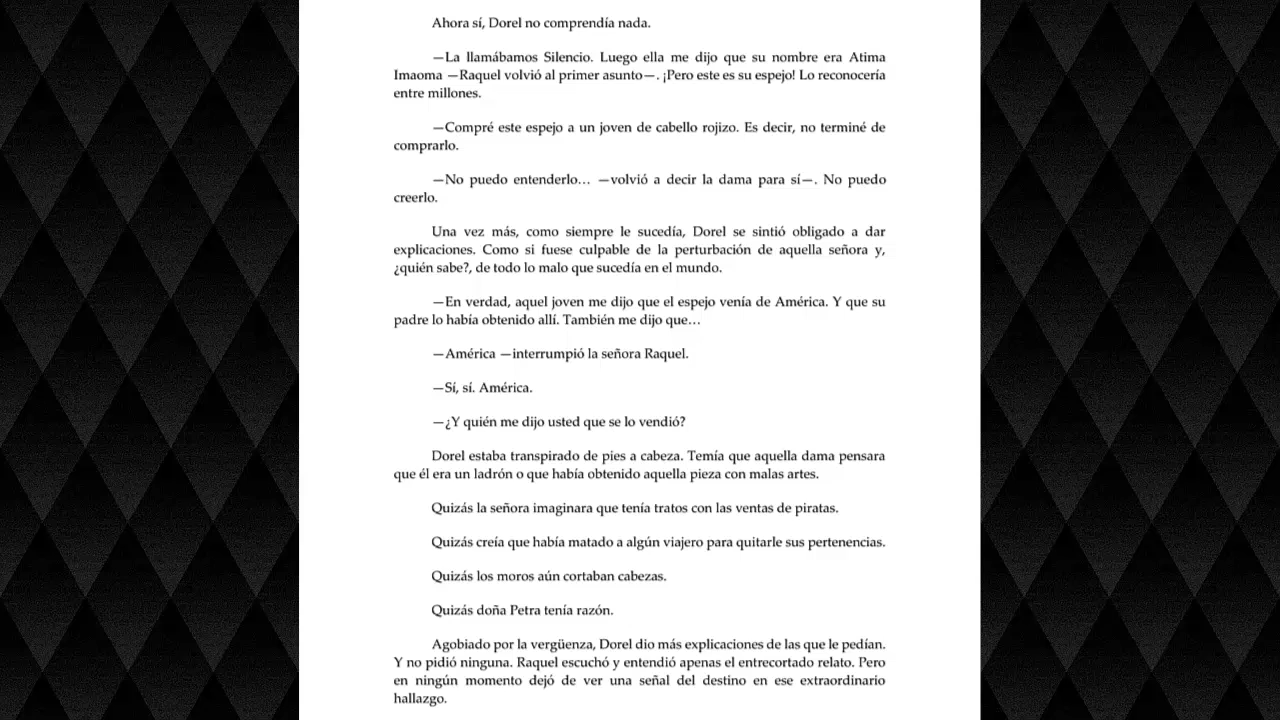 Ahora sí, Dorel no comprendía nada.
—La llamábamos Silencio. Luego ella me dijo que su nombre era Atima
Imaoma —Raquel volvió al primer asunto—. ¡Pero este es su espejo! Lo reconocería
entre millones.
—Compré este espejo a un joven de cabello rojizo. Es decir, no terminé de
comprarlo.
—No puedo entenderlo… —volvió a decir la dama para sí—. No puedo
creerlo.
Una vez más, como siempre le sucedía, Dorel se sintió obligado a dar
explicaciones. Como si fuese culpable de la perturbación de aquella señora y,
¿quién sabe?, de todo lo malo que sucedía en el mundo.
—En verdad, aquel joven me dijo que el espejo venía de América. Y que su
padre lo había obtenido allí. También me dijo que…
—América —interrumpió la señora Raquel.
—Sí, sí. América.
—¿Y quién me dijo usted que se lo vendió?
Dorel estaba transpirado de pies a cabeza. Temía que aquella dama pensara
que él era un ladrón o que había obtenido aquella pieza con malas artes.
Quizás la señora imaginara que tenía tratos con las ventas de piratas.
Quizás creía que había matado a algún viajero para quitarle sus pertenencias.
Quizás los moros aún cortaban cabezas.
Quizás doña Petra tenía razón.
Agobiado por la vergüenza, Dorel dio más explicaciones de las que le pedían.
Y no pidió ninguna. Raquel escuchó y entendió apenas el entrecortado relato. Pero
en ningún momento dejó de ver una señal del destino en ese extraordinario
hallazgo.